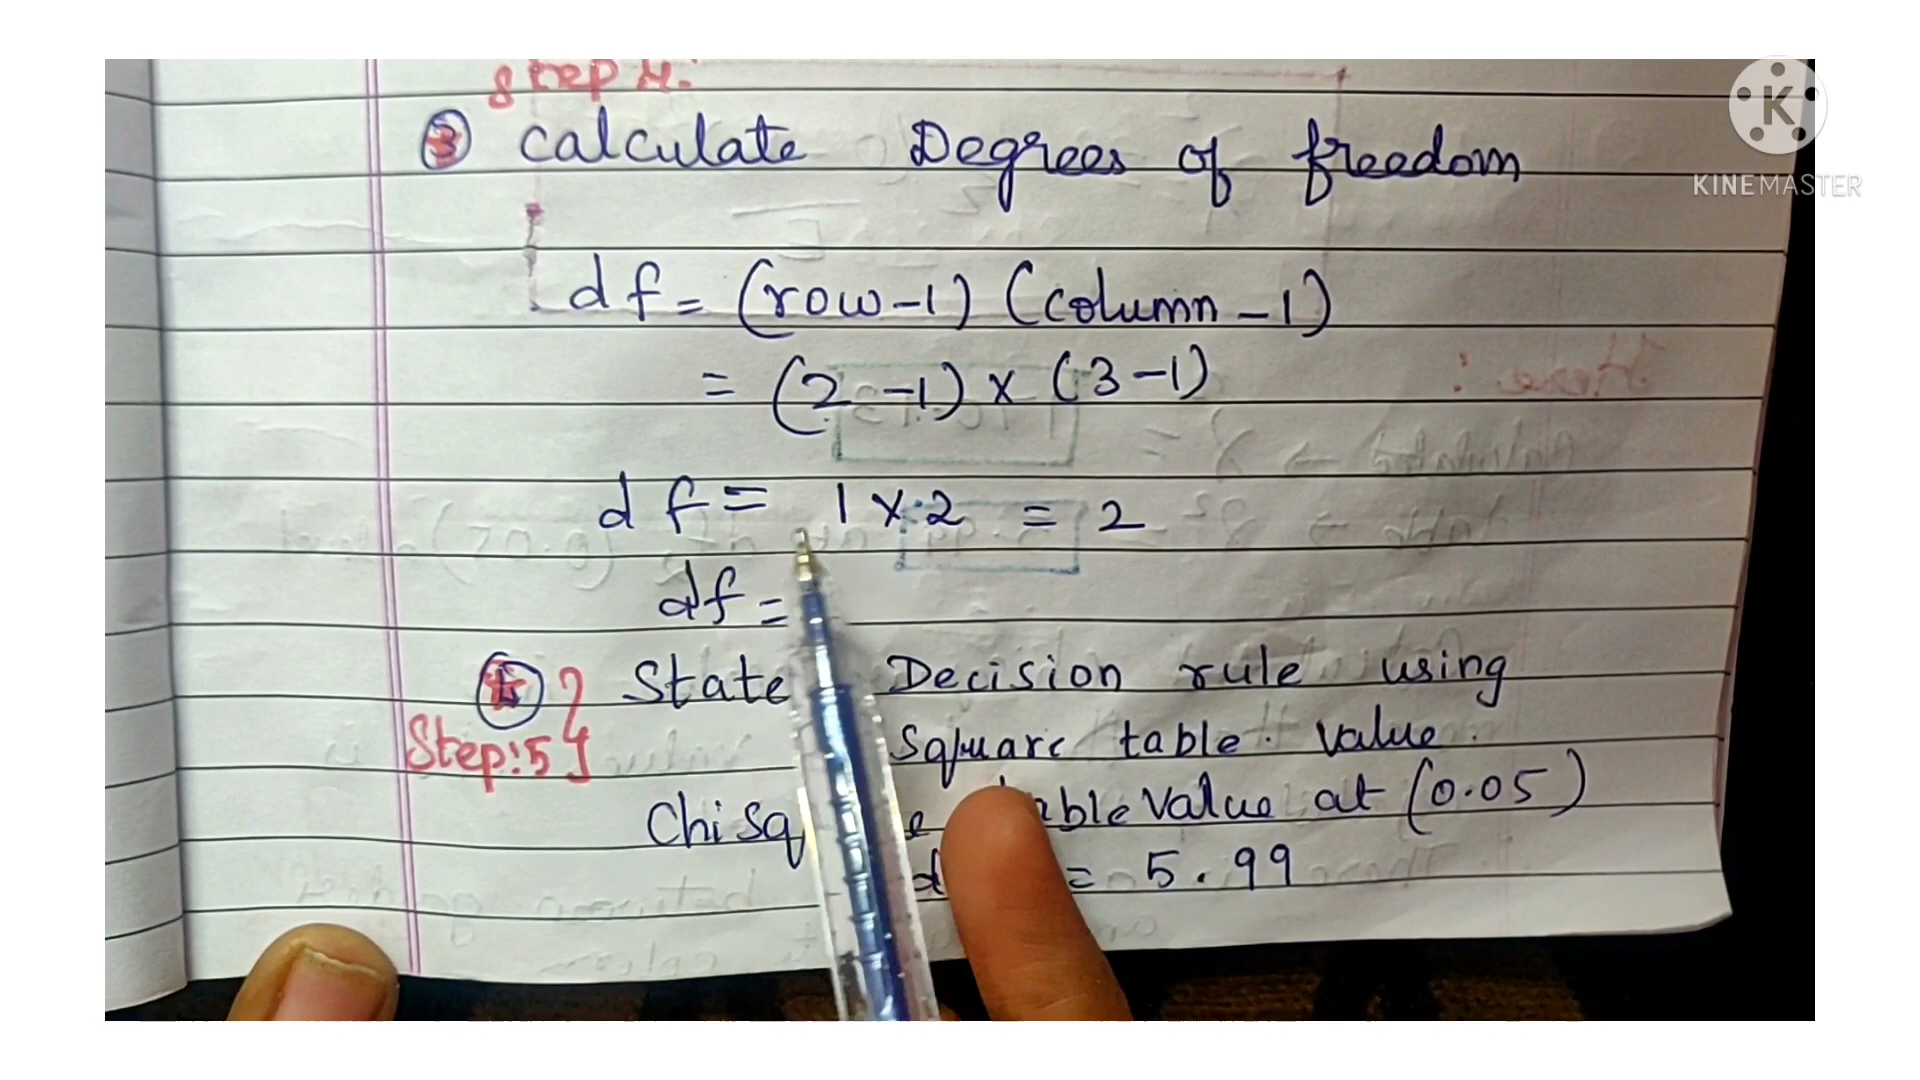 Step 4:
3 Calculate Degrees of freedom
df = (row-1) (column-1)
= (2-1) x (3-1)
df = 1 x 2 = 2
df =
State Decision rule using
Step: 5
square table value.
Chi Sq table value at (0.05)
= 5.99
KINEMASTER